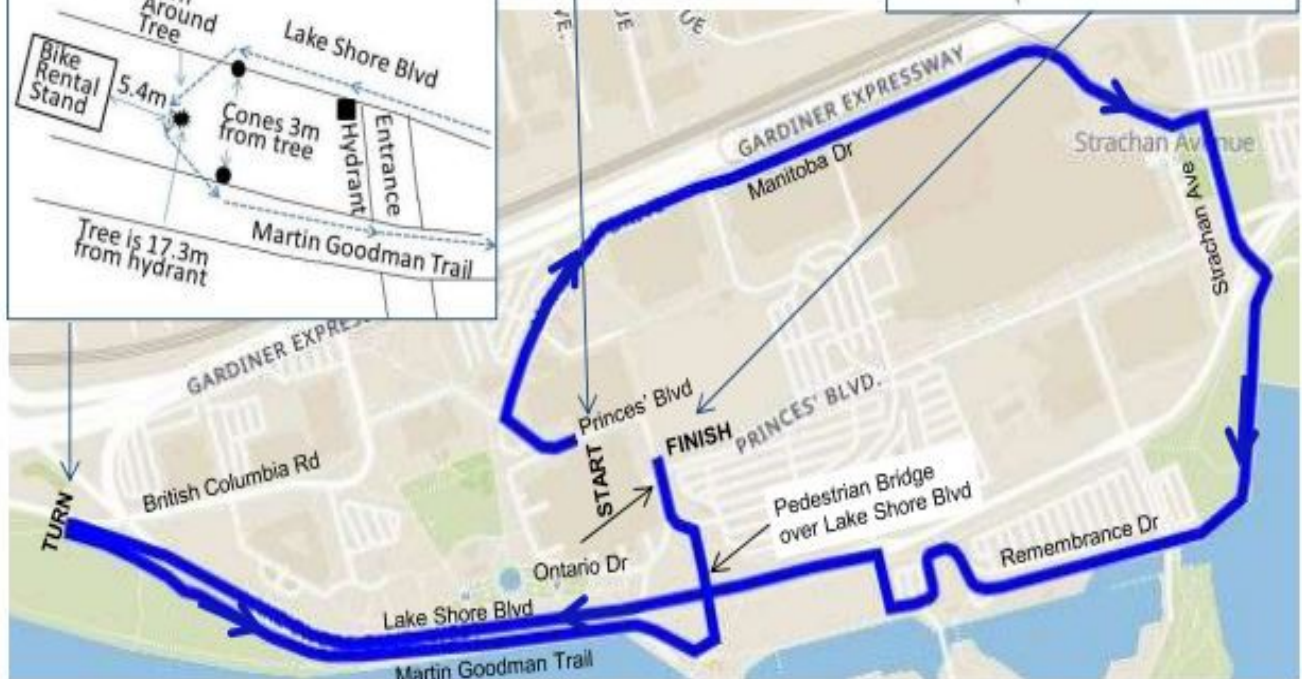 Around
Tree
Lake Shore Blvd
Bike
Rental
Stand
5.4m
Cones 3m
from tree
Hydrant
Entrance
Martin Goodman Trail
Tree is 17.3m
from hydrant
UE
GARDINER EXPRESSWAY
Manitoba Dr
Strachan Avenue
Strachan Ave
GARDINER EXPRES
Princes' Blvd
START
FINISH
PRINCES' BLVD.
British Columbia Rd
TURN
Pedestrian Bridge
over Lake Shore Blvd
Ontario Dr
Remembrance Dr
Lake Shore Blvd
Martin Goodman Trail